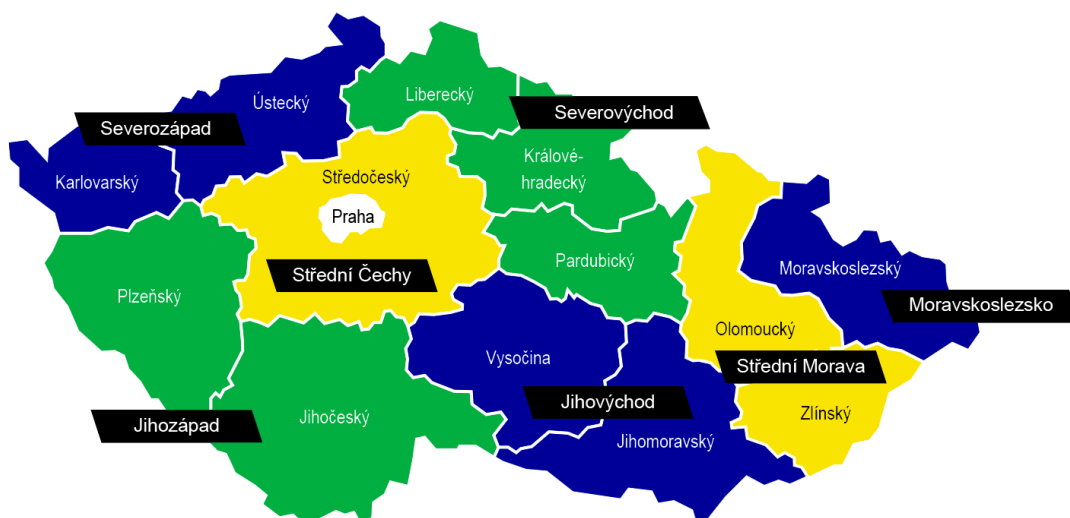 Ústecký
Liberecký
Severozápad
Severovýchod
Karlovarský
Středočeský
Králové-
hradecký
Praha
Plzeňský
Střední Čechy
Pardubický
Moravskoslezský
Moravskoslezsko
Olomoucký
Vysočina
Střední Morava
Jihozápad
Jihočeský
Jihovýchod
Zlínský
Jihomoravský